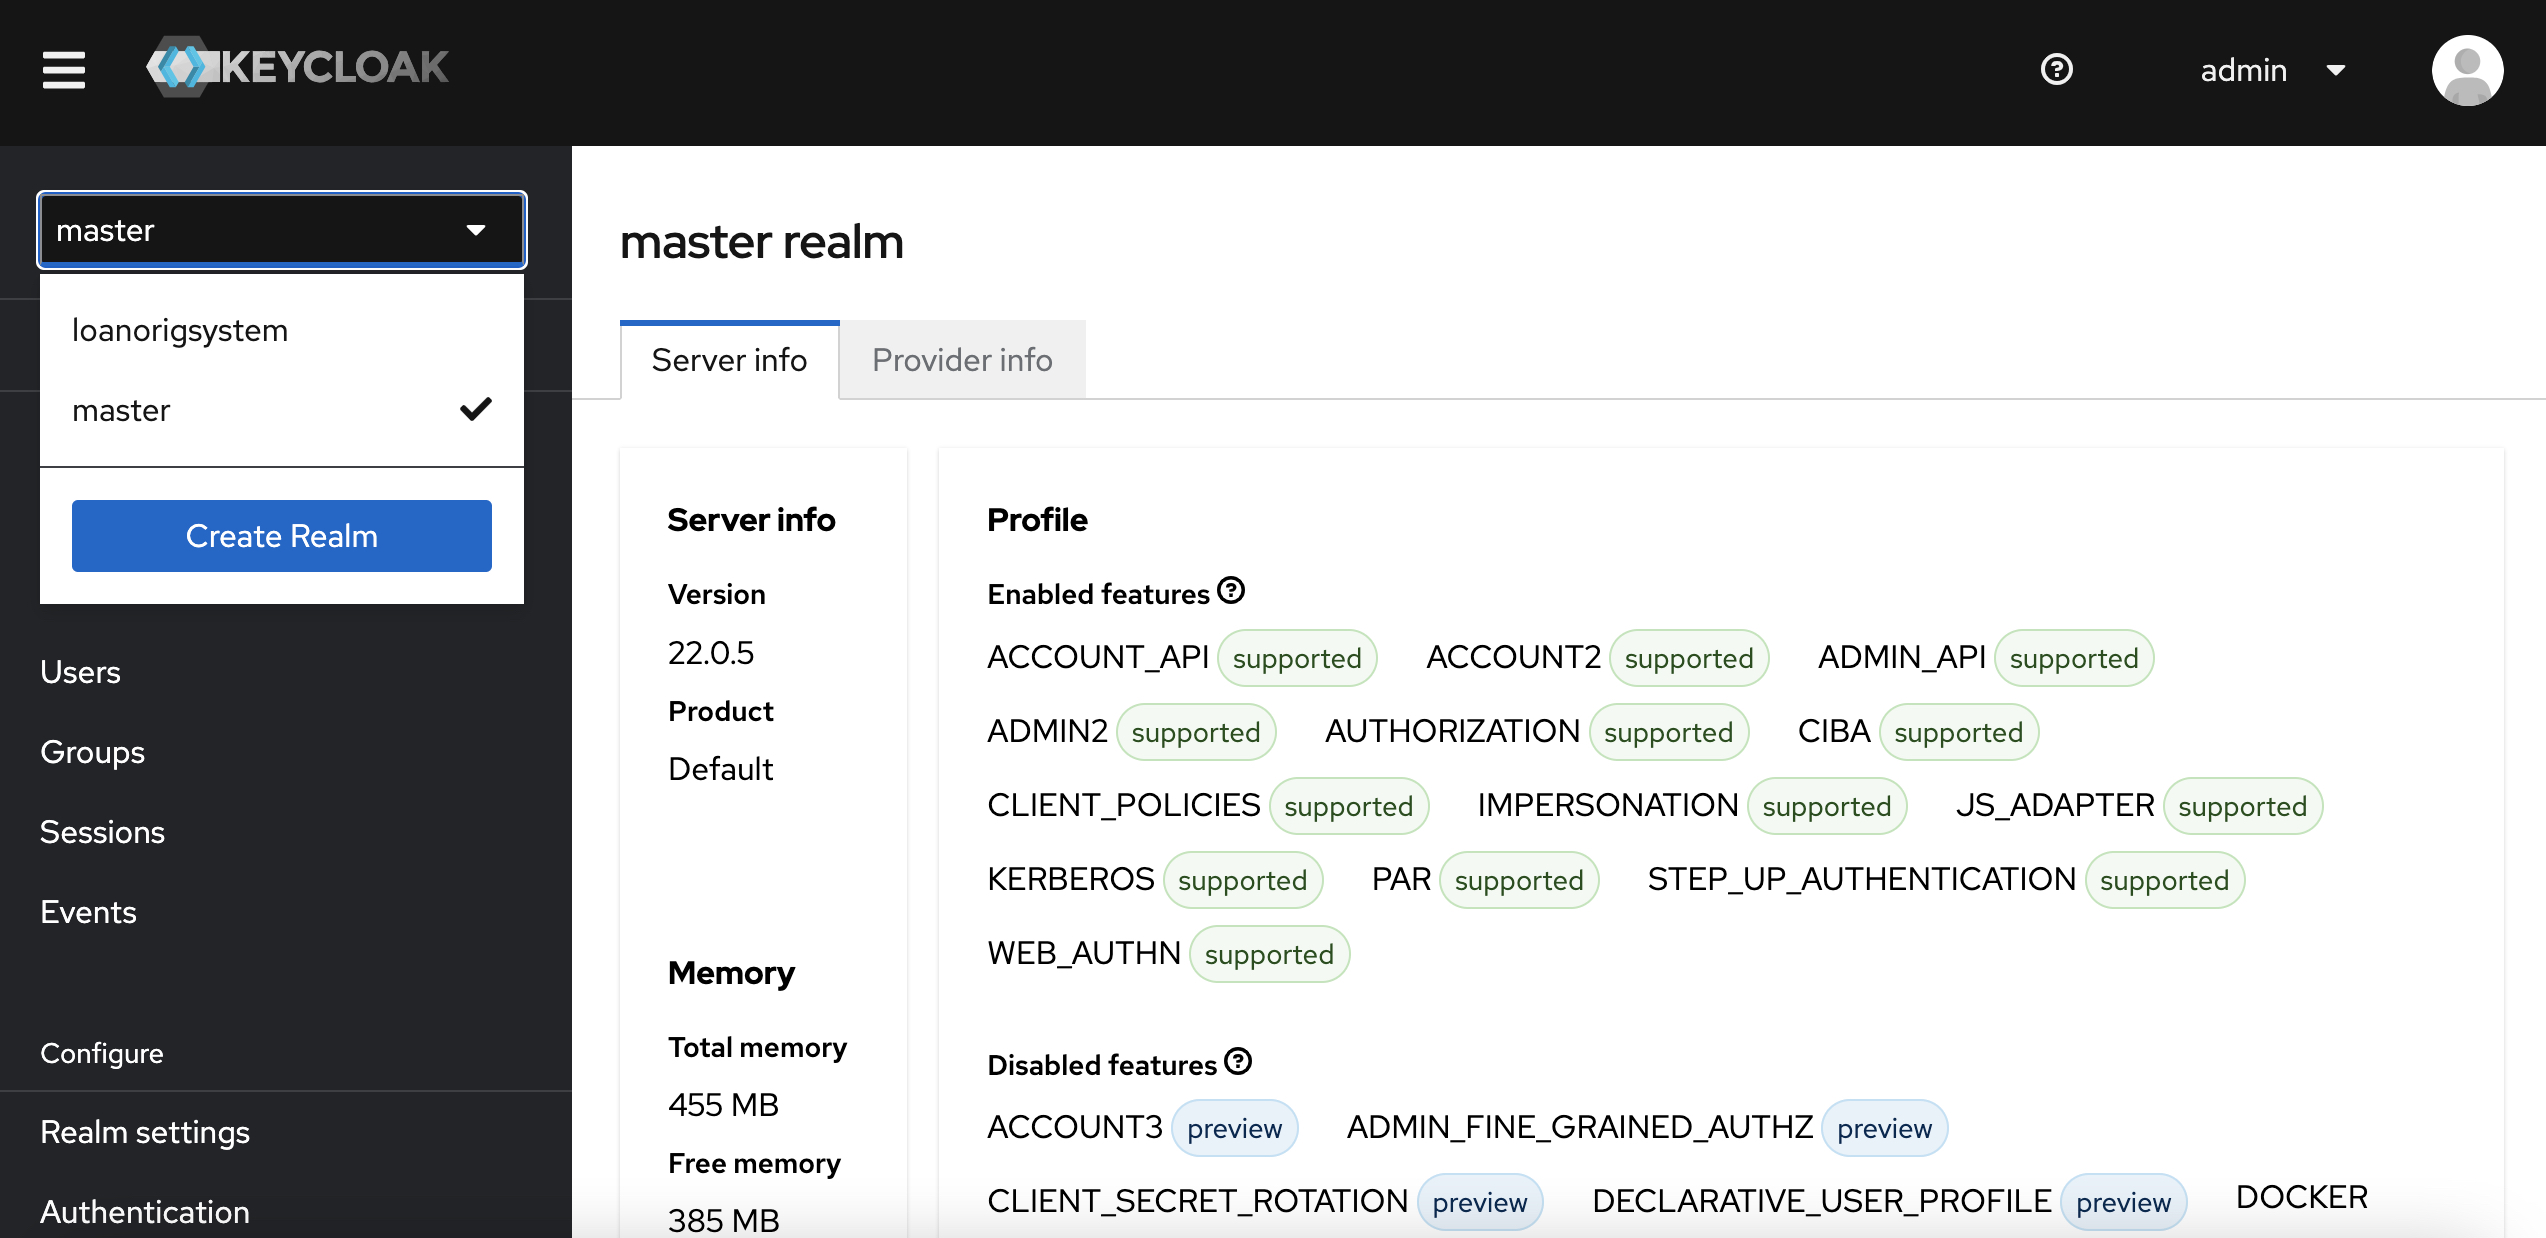 KEYCLOAK
admin
master
loanorigsystem
master
Create Realm
Users
Groups
Sessions
Events
Configure
Realm settings
Authentication
master realm
Server info
Provider info
Server info
Version
22.0.5
Product
Default
Memory
Total memory
455 MB
Free memory
385 MB
Profile
Enabled features
ACCOUNT_API supported ACCOUNT2 supported ADMIN_API supported
ADMIN2 supported AUTHORIZATION supported CIBA supported
CLIENT_POLICIES supported IMPERSONATION supported JS_ADAPTER supported
KERBEROS supported PAR supported STEP_UP_AUTHENTICATION supported
WEB_AUTHN supported
Disabled features
ACCOUNT3 preview ADMIN_FINE_GRAINED_AUTHZ preview
CLIENT_SECRET_ROTATION preview DECLARATIVE_USER_PROFILE preview DOCKER